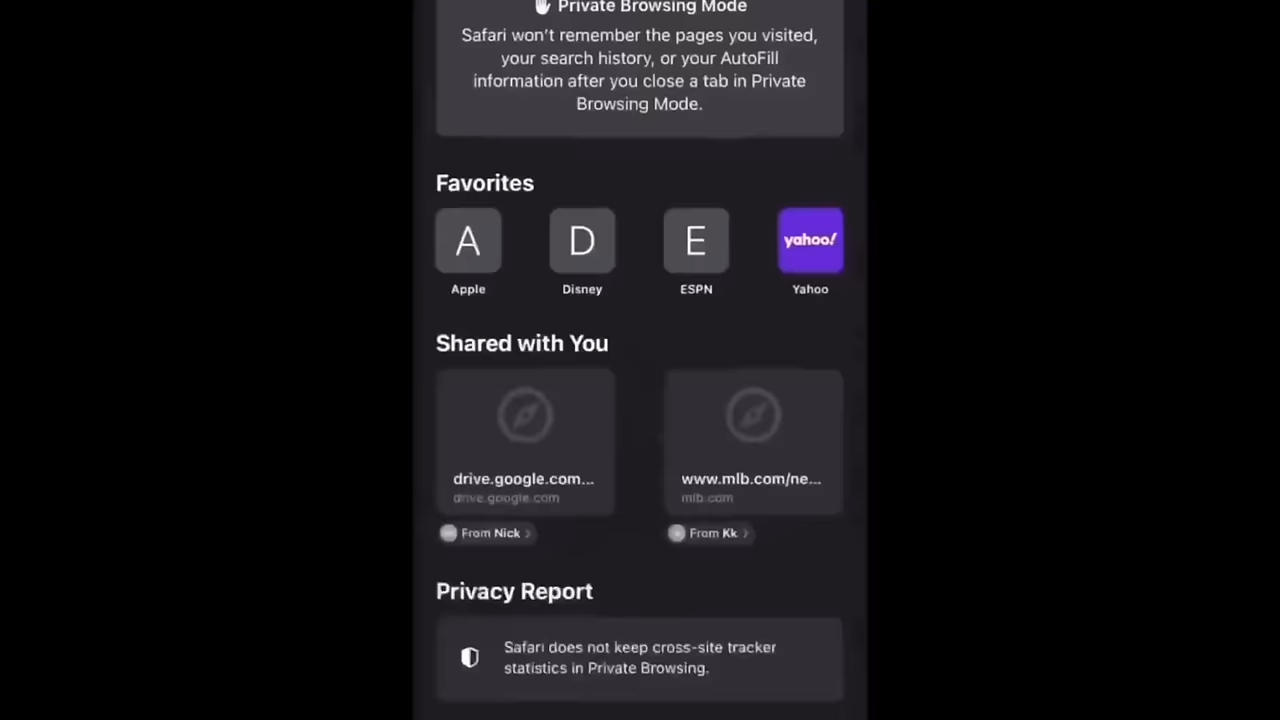 Private Browsing Mode
Safari won't remember the pages you visited,
your search history, or your AutoFill
information after you close a tab in Private
Browsing Mode.
Favorites
A
D
E
yahoo!
Apple
Disney
ESPN
Yahoo
Shared with You
drive.google.com...
drive.google.com
From Nick
www.mlb.com/ne...
mlb.com
From Kk
Privacy Report
Safari does not keep cross-site tracker
statistics in Private Browsing.